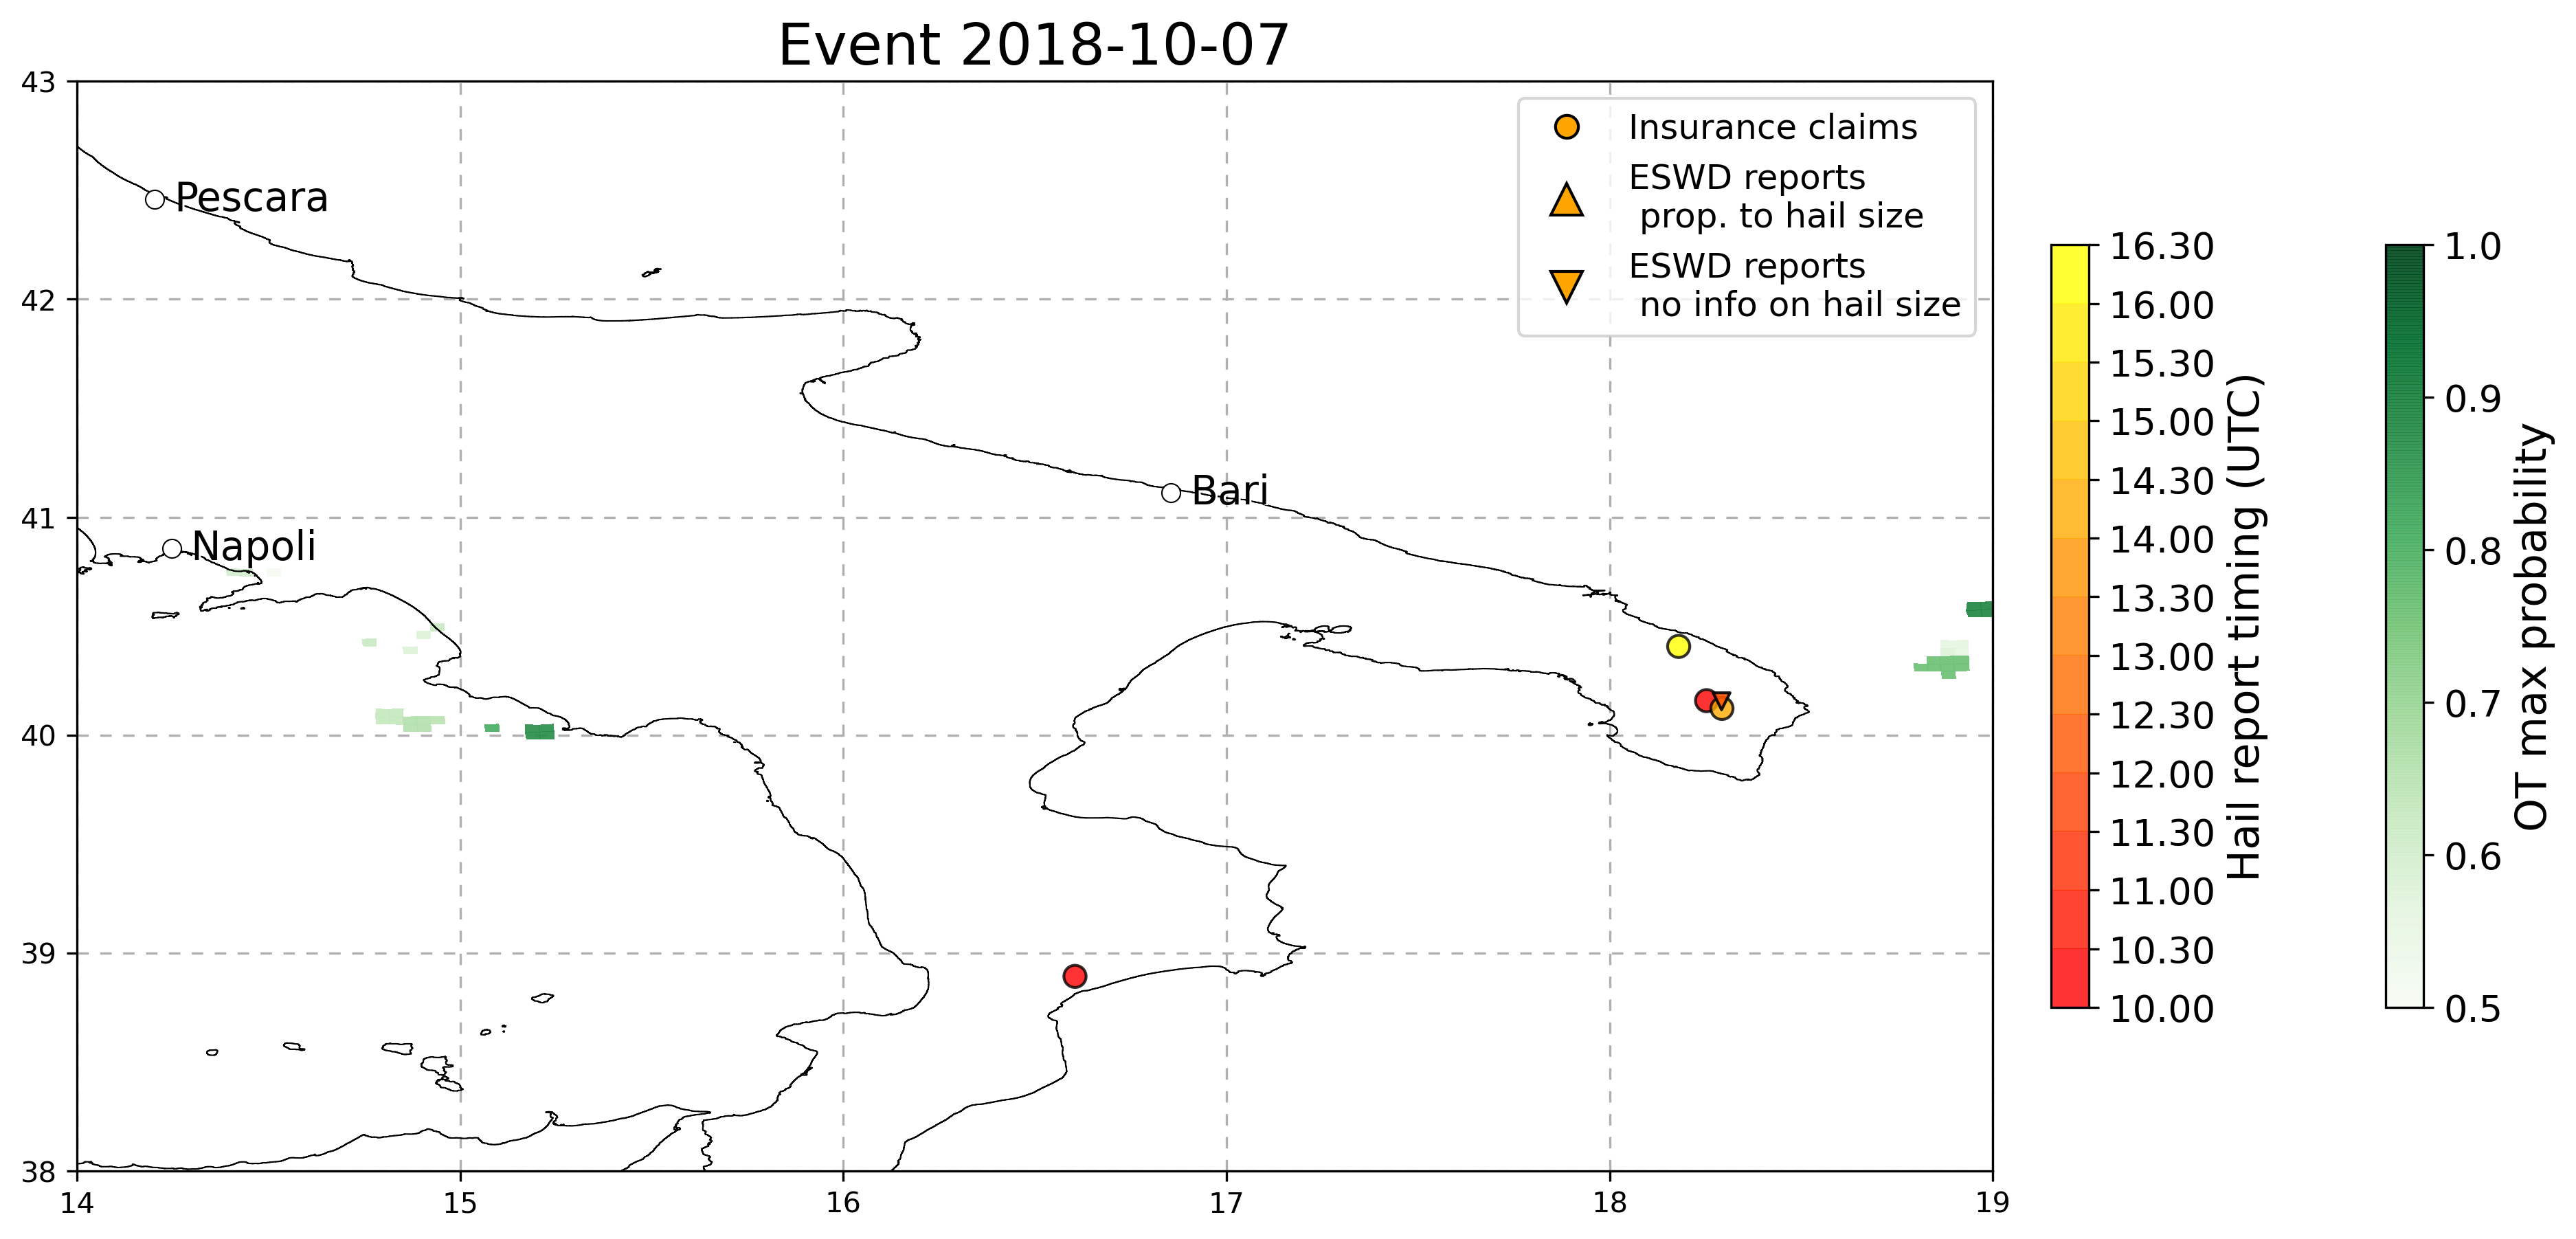 Event 2018-10-07
43
42
41
40
39
38
14
15
16
17
18
19
Pescara
Napoli
Bari
Insurance claims
ESWD reports
prop. to hail size
ESWD reports
no info on hail size
16.30
16.00
15.30
15.00
14.30
14.00
13.30
13.00
12.30
12.00
11.30
11.00
10.30
10.00
Hail report timing (UTC)
1.0
0.9
0.8
0.7
0.6
0.5
OT max probability